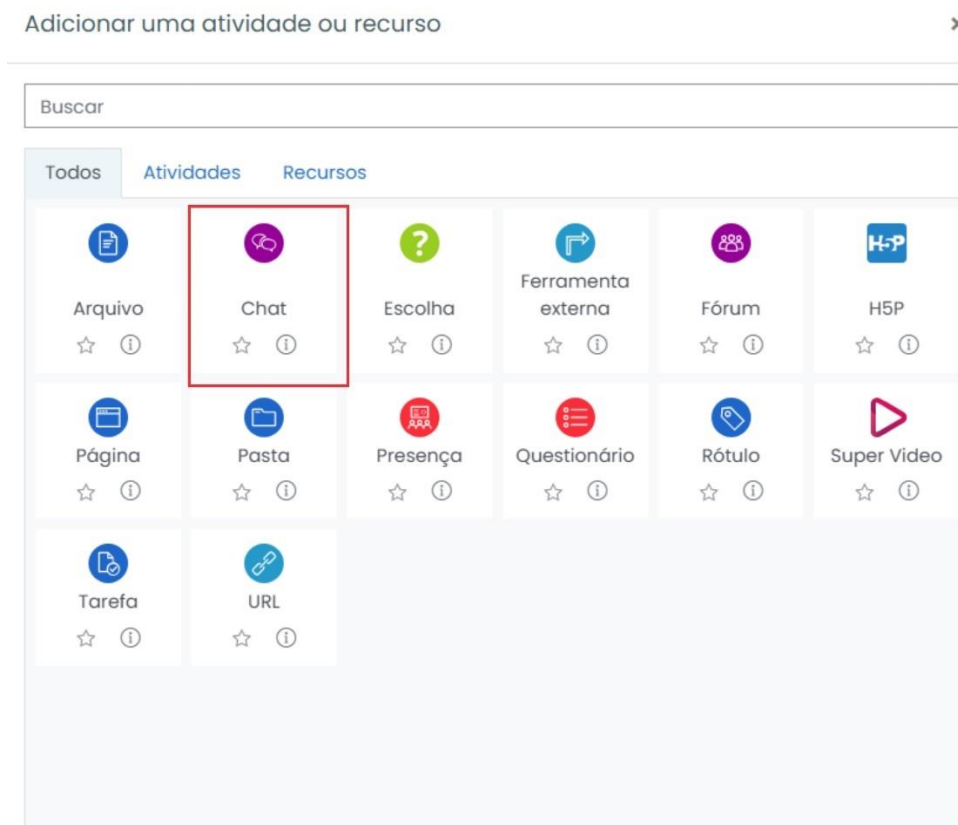 Adicionar uma atividade ou recurso
Buscar
Todos Atividades Recursos
Arquivo
Chat
Escolha
Ferramenta
externa
Fórum
H5P
H5P
Página
Pasta
Presença
Questionário
Rótulo
Super Video
Tarefa
URL